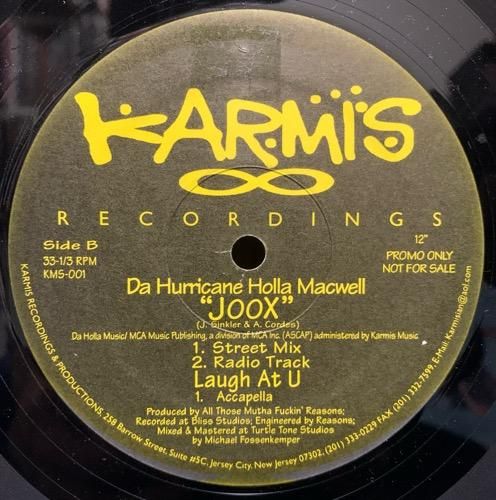 KARMIS
RECORDINGS
Side B
33-1/3 RPM
KMS-001
12"
PROMO ONLY
NOT FOR SALE
Da Hurricane Holla Macwell
"JOOX"
(J. Ginkler & A. Cordes)
Da Holla Music/ MCA Music Publishing, a division of MCA Inc. (ASCAP) administered by Karmis Music
1. Street Mix
2. Radio Track
Laugh At U
1. Accapella
Produced by All Those Mutha Fuckin' Reasons;
Recorded at Bliss Studios; Engineered by Reasons;
Mixed & Mastered at Turtle Tone Studios
by Michael Fossenkemper
KARMIS RECORDINGS & PRODUCTIONS, 258 Barrow Street, Suite #5C, Jersey City, New Jersey 07302, (201) 333-0229 FAX (201) 332-7599, E-Mail: Karmisian@aol.com